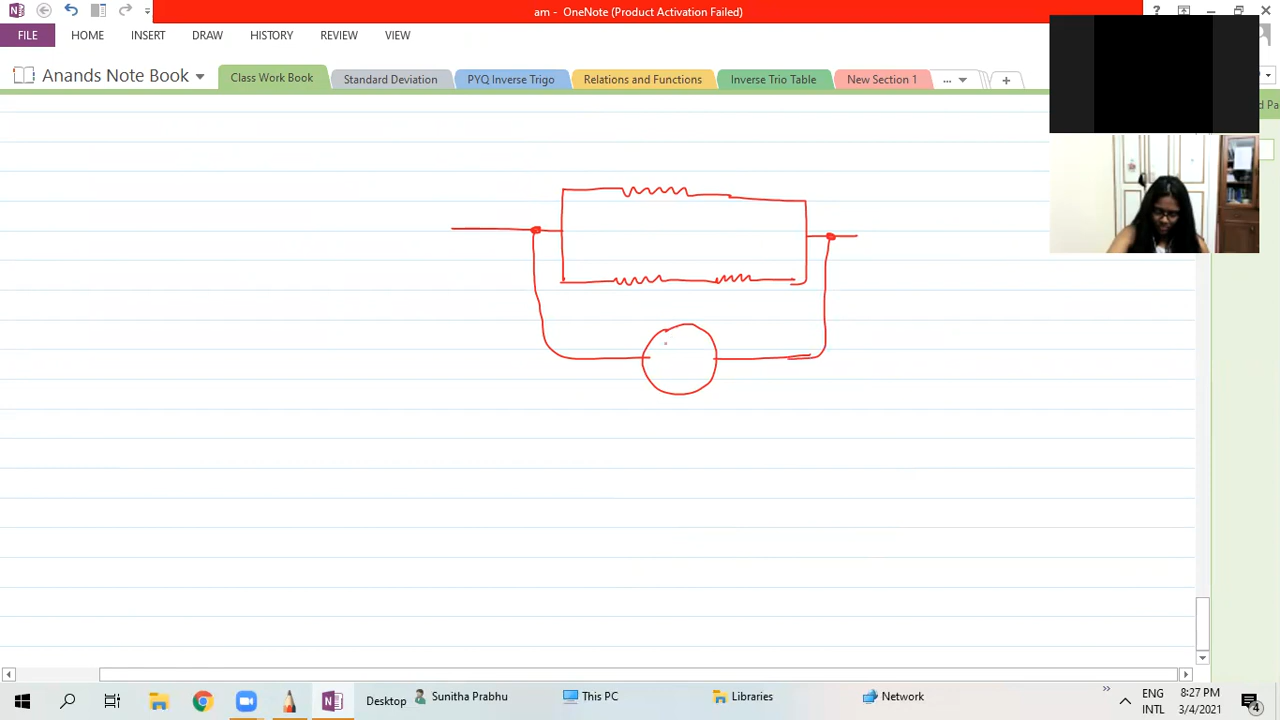 am - OneNote (Product Activation Failed)
FILE HOME INSERT DRAW HISTORY REVIEW VIEW
Anands Note Book Class Work Book Standard Deviation PYQ Inverse Trigo Relations and Functions Inverse Trio Table New Section 1 ...
Desktop Sunitha Prabhu This PC Libraries Network
ENG 8:27 PM
INTL 3/4/2021 4